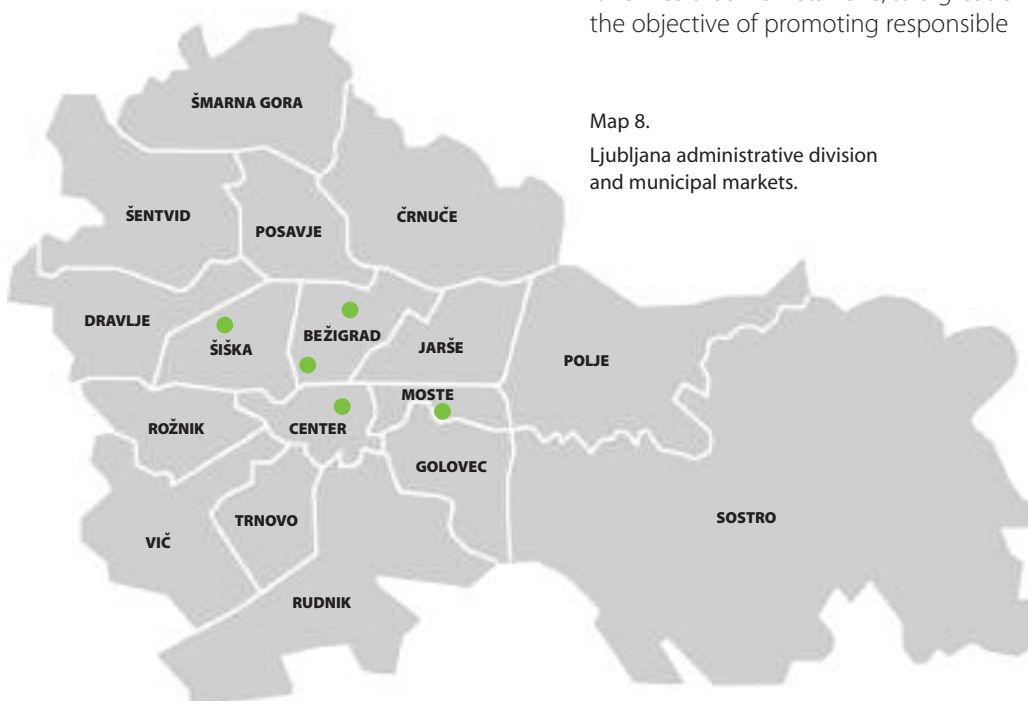 the objective of promoting responsible
Map 8.
Ljubljana administrative division
and municipal markets.
ŠMARNA GORA
ŠENTVID
POSAVJE
ČRNUČE
DRAVLJE
ŠIŠKA
BEŽIGRAD
JARŠE
POLJE
MOSTE
ROŽNIK
CENTER
GOLOVEC
TRNOVO
VIČ
SOSTRO
RUDNIK